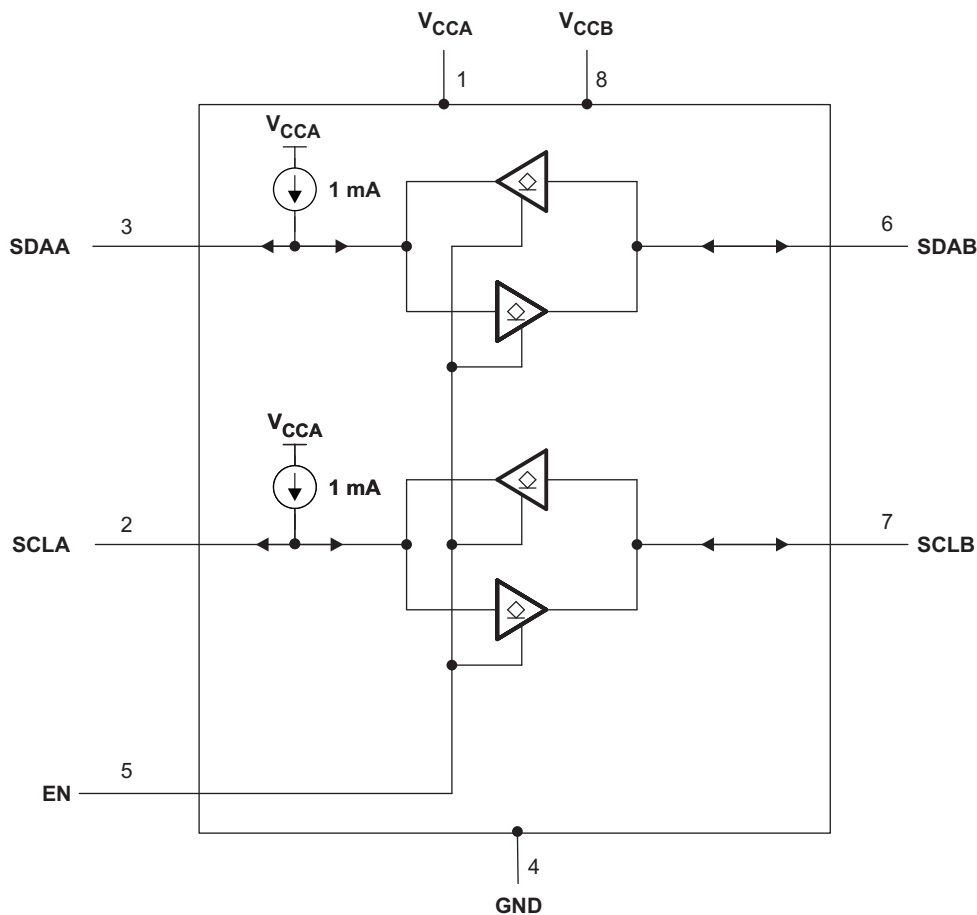 VCCA VCCB
1 8
VCCA
1 mA
3
SDAA
6
SDAB
VCCA
1 mA
2
SCLA
7
SCLB
5
EN
4
GND